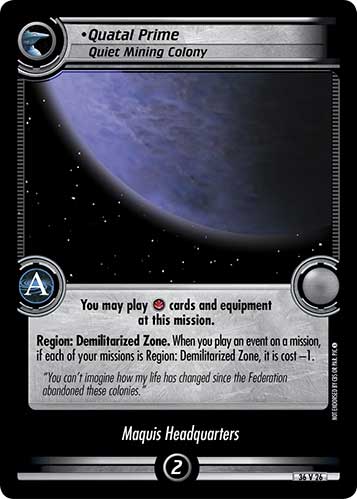 •Quatal Prime
Quiet Mining Colony
A
You may play cards and equipment
at this mission.
Region: Demilitarized Zone. When you play an event on a mission,
if each of your missions is Region: Demilitarized Zone, it is cost –1.
"You can't imagine how my life has changed since the Federation
abandoned these colonies."
Maquis Headquarters
2
36 V 26